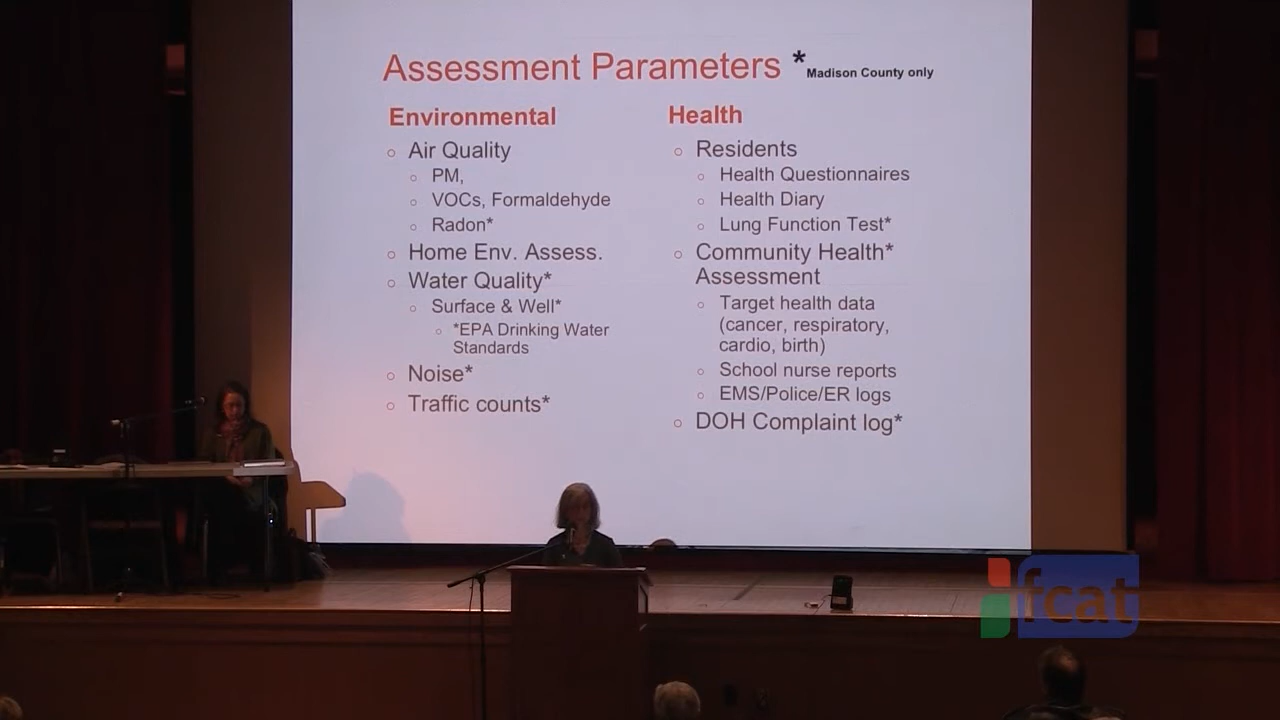 Assessment Parameters *Madison County only
Environmental
Air Quality
PM,
VOCs, Formaldehyde
Radon*
Home Env. Assess.
Water Quality*
Surface & Well*
*EPA Drinking Water
Standards
Noise*
Traffic counts*
Health
Residents
Health Questionnaires
Health Diary
Lung Function Test*
Community Health*
Assessment
Target health data
(cancer, respiratory,
cardio, birth)
School nurse reports
EMS/Police/ER logs
DOH Complaint log*
fcat